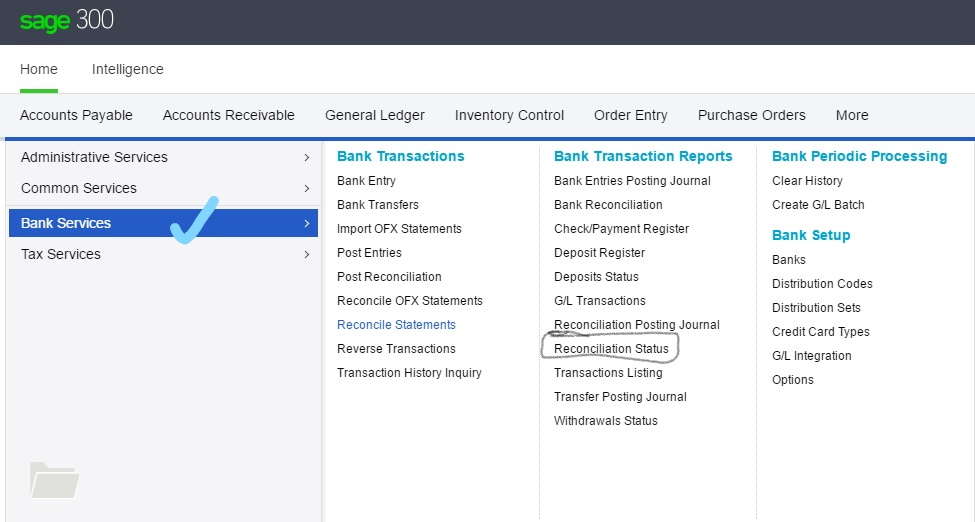 sage 300
Home Intelligence
Accounts Payable Accounts Receivable General Ledger Inventory Control Order Entry Purchase Orders More
Administrative Services
Common Services
Bank Services
Tax Services
Bank Transactions
Bank Entry
Bank Transfers
Import OFX Statements
Post Entries
Post Reconciliation
Reconcile OFX Statements
Reconcile Statements
Reverse Transactions
Transaction History Inquiry
Bank Transaction Reports
Bank Entries Posting Journal
Bank Reconciliation
Check/Payment Register
Deposit Register
Deposits Status
G/L Transactions
Reconciliation Posting Journal
Reconciliation Status
Transactions Listing
Transfer Posting Journal
Withdrawals Status
Bank Periodic Processing
Clear History
Create G/L Batch
Bank Setup
Banks
Distribution Codes
Distribution Sets
Credit Card Types
G/L Integration
Options